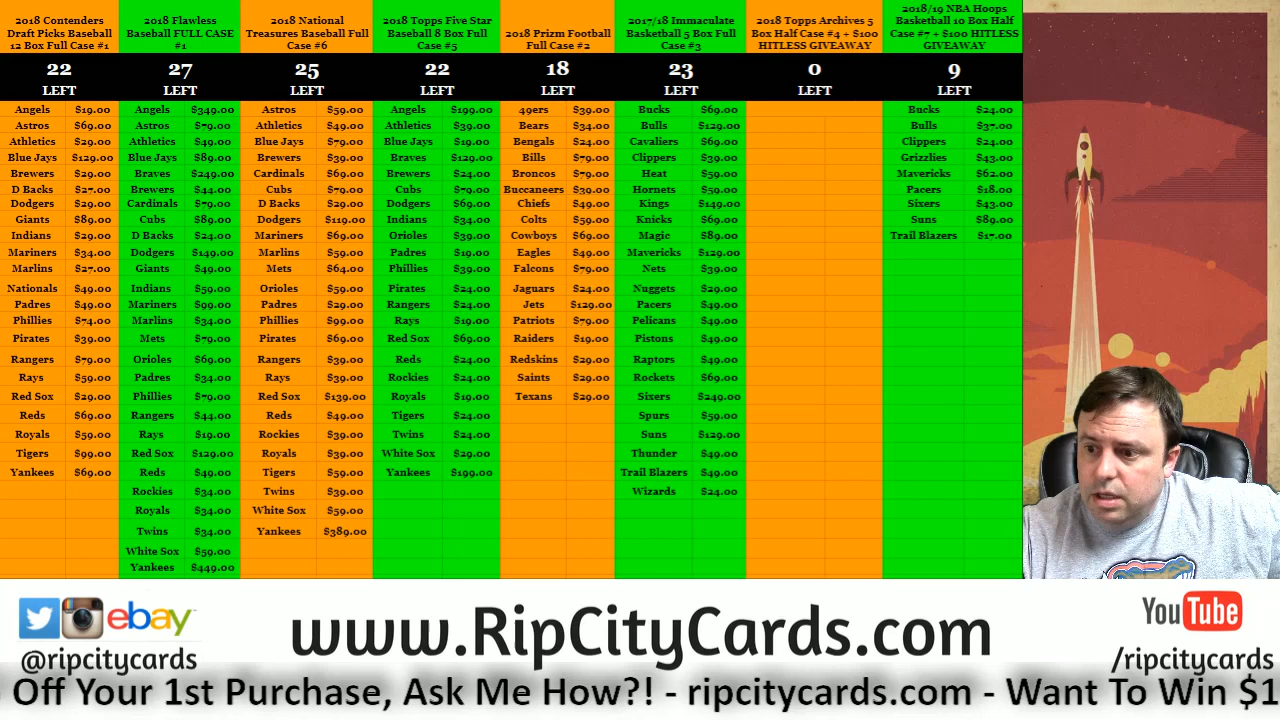 2018 Contenders
Draft Picks Baseball
12 Box Full Case #1
22
LEFT
Angels $19.00
Astros $69.00
Athletics $29.00
Blue Jays $129.00
Brewers $29.00
D Backs $27.00
Dodgers $29.00
Giants $89.00
Indians $29.00
Mariners $34.00
Marlins $27.00
Nationals $49.00
Padres $49.00
Phillies $74.00
Pirates $39.00
Rangers $79.00
Rays $59.00
Red Sox $29.00
Reds $69.00
Royals $59.00
Tigers $99.00
Yankees $69.00
2018 Flawless
Baseball FULL CASE
#1
27
LEFT
Angels $349.00
Astros $79.00
Athletics $49.00
Blue Jays $89.00
Braves $249.00
Brewers $44.00
Cardinals $79.00
Cubs $89.00
D Backs $24.00
Dodgers $149.00
Giants $49.00
Indians $59.00
Mariners $99.00
Marlins $34.00
Mets $79.00
Orioles $69.00
Padres $34.00
Phillies $79.00
Rangers $44.00
Rays $19.00
Red Sox $129.00
Reds $49.00
Rockies $34.00
Royals $34.00
Twins $34.00
White Sox $59.00
Yankees $449.00
2018 National
Treasures Baseball Full
Case #6
25
LEFT
Astros $59.00
Athletics $49.00
Blue Jays $79.00
Brewers $39.00
Cardinals $69.00
Cubs $79.00
D Backs $29.00
Dodgers $119.00
Mariners $69.00
Marlins $59.00
Mets $64.00
Orioles $59.00
Padres $29.00
Phillies $99.00
Pirates $69.00
Rangers $39.00
Rays $39.00
Red Sox $139.00
Reds $49.00
Rockies $39.00
Royals $39.00
Tigers $59.00
Twins $39.00
White Sox $59.00
Yankees $389.00
2018 Topps Five Star
Baseball 8 Box Full
Case #5
22
LEFT
Angels $199.00
Athletics $39.00
Blue Jays $19.00
Braves $129.00
Brewers $24.00
Cubs $79.00
Dodgers $69.00
Indians $34.00
Orioles $39.00
Padres $19.00
Phillies $39.00
Pirates $24.00
Rangers $24.00
Rays $19.00
Red Sox $69.00
Reds $24.00
Rockies $24.00
Royals $19.00
Tigers $24.00
Twins $24.00
White Sox $29.00
Yankees $199.00
2018 Prizm Football
Full Case #2
18
LEFT
49ers $39.00
Bears $34.00
Bengals $24.00
Bills $79.00
Broncos $79.00
Buccaneers $39.00
Chiefs $49.00
Colts $59.00
Cowboys $69.00
Eagles $49.00
Falcons $79.00
Jaguars $24.00
Jets $129.00
Patriots $79.00
Raiders $19.00
Redskins $29.00
Saints $29.00
Texans $29.00
2017/18 Immaculate
Basketball 5 Box Full
Case #3
23
LEFT
Bucks $69.00
Bulls $129.00
Cavaliers $69.00
Clippers $39.00
Heat $59.00
Hornets $59.00
Kings $149.00
Knicks $69.00
Magic $89.00
Mavericks $129.00
Nets $39.00
Nuggets $29.00
Pacers $49.00
Pelicans $49.00
Pistons $49.00
Raptors $49.00
Rockets $69.00
Sixers $249.00
Spurs $59.00
Suns $129.00
Thunder $49.00
Trail Blazers $49.00
Wizards $24.00
2018 Topps Archives 5
Box Half Case #4 + $100
HITLESS GIVEAWAY
0
LEFT
2018/19 NBA Hoops
Basketball 10 Box Half
Case #7 + $100 HITLESS
GIVEAWAY
9
LEFT
Bucks $24.00
Bulls $37.00
Clippers $24.00
Grizzlies $43.00
Mavericks $62.00
Pacers $18.00
Sixers $43.00
Suns $89.00
Trail Blazers $17.00
ebay
@ripcitycards
www.RipCityCards.com
YouTube
/ripcitycards
Off Your 1st Purchase, Ask Me How?! - ripcitycards.com - Want To Win $1